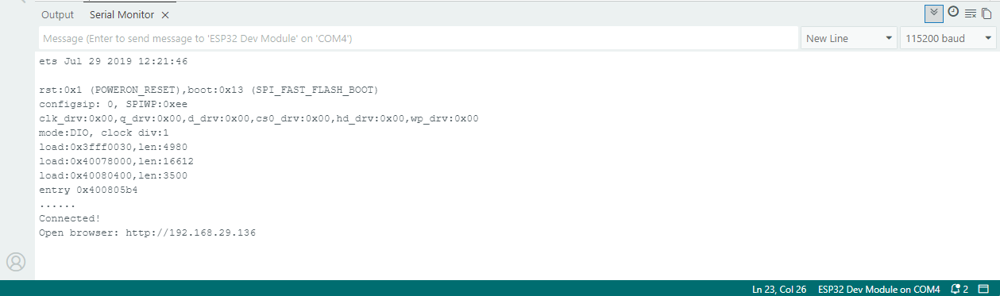 Output
Serial Monitor
Message (Enter to send message to 'ESP32 Dev Module' on 'COM4')
New Line
115200 baud
ets Jul 29 2019 12:21:46
rst:0x1 (POWERON_RESET),boot:0x13 (SPI_FAST_FLASH_BOOT)
configsip: 0, SPIWP:0xee
clk_drv:0x00,q_drv:0x00,d_drv:0x00,cs0_drv:0x00,hd_drv:0x00,wp_drv:0x00
mode:DIO, clock div:1
load:0x3fff0030,len:4980
load:0x40078000,len:16612
load:0x40080400,len:3500
entry 0x400805b4
......
Connected!
Open browser: http://192.168.29.136
Ln 23, Col 26
ESP32 Dev Module on COM4
2